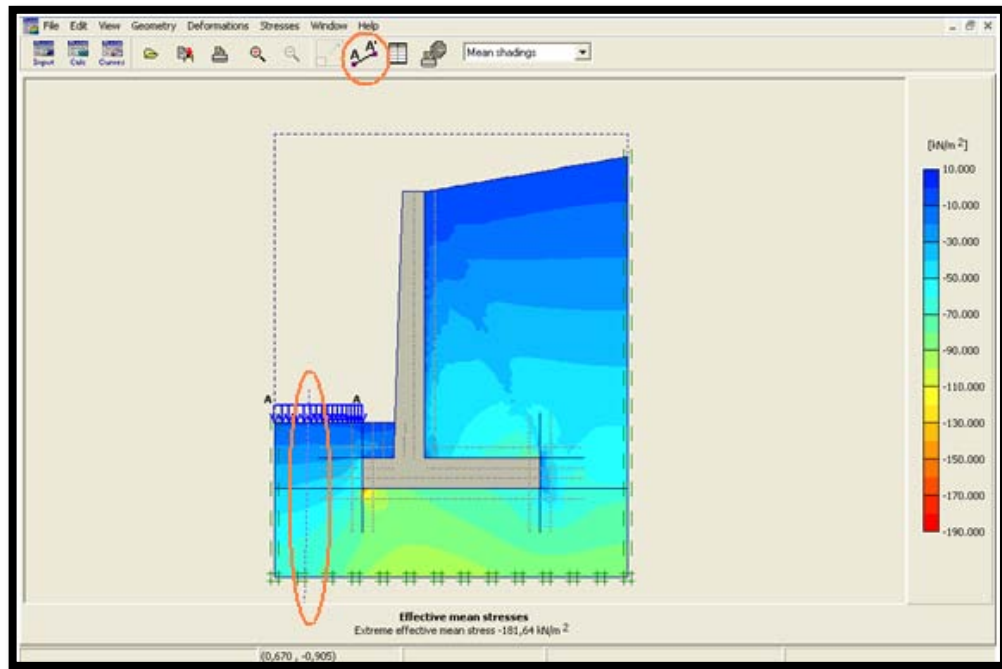 File Edit View Geometry Deformations Stresses Window Help
Input Calc Curves A A* Mean shadings
[kN/m 2]
10.000
-10.000
-30.000
-50.000
-70.000
-90.000
-110.000
-130.000
-150.000
-170.000
-190.000
A A
Effective mean stresses
Extreme effective mean stress -181,64 kN/m 2
(0,670 , -0,905)